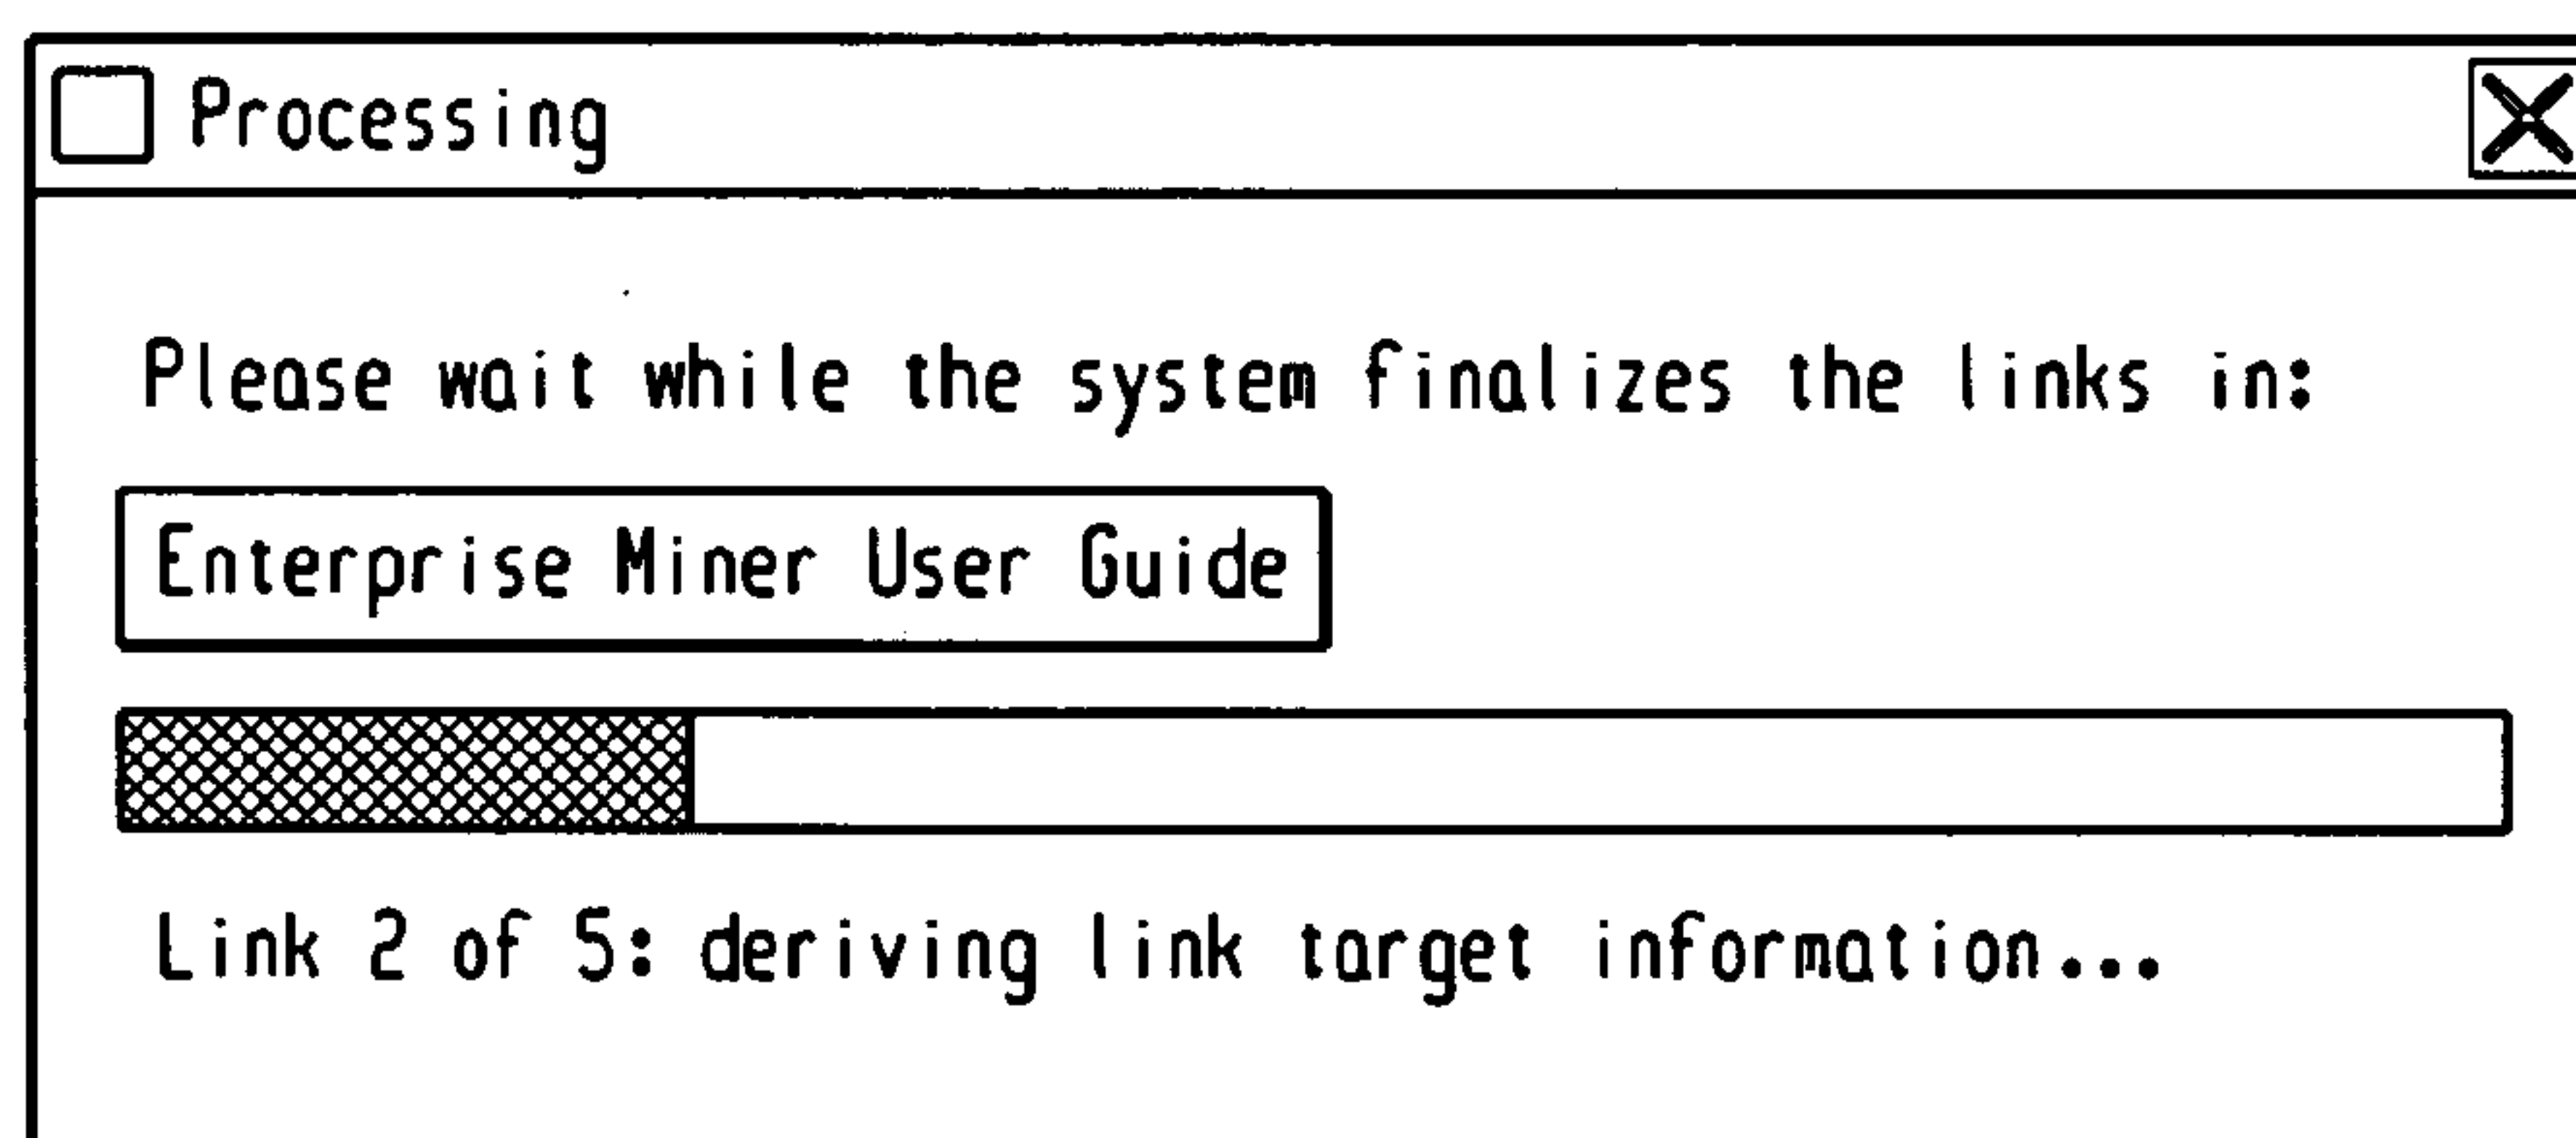 Processing
Please wait while the system finalizes the links in:
Enterprise Miner User Guide
Link 2 of 5: deriving link target information...